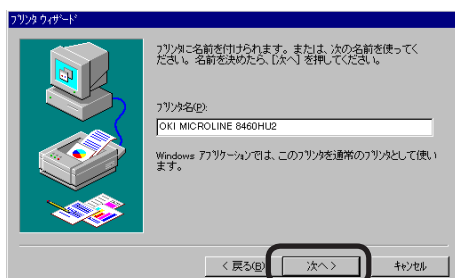 プリンタ ウィザード
プリンタに名前を付けられます。または、次の名前を使ってく
ださい。名前を決めたら、[次へ] を押してください。
プリンタ名(P):
OKI MICROLINE 8460HU2
Windows アプリケーションでは、このプリンタを通常のプリンタとして使い
ます。
< 戻る(B)
次へ >
キャンセル